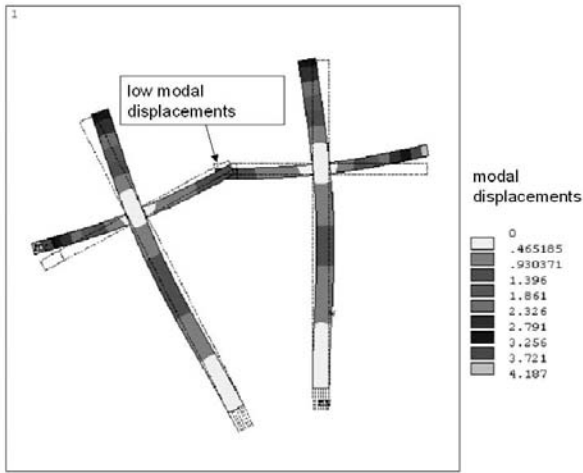 1
low modal
displacements
modal
displacements
0
.465185
.930371
1.396
1.861
2.326
2.791
3.256
3.721
4.187